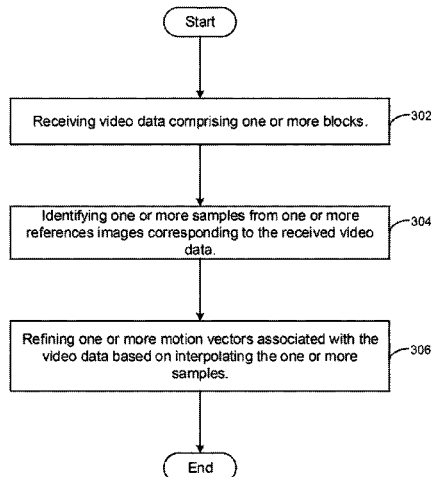 Start
Receiving video data comprising one or more blocks.
302
Identifying one or more samples from one or more
references images corresponding to the received video
data.
304
Refining one or more motion vectors associated with the
video data based on interpolating the one or more
samples.
306
End